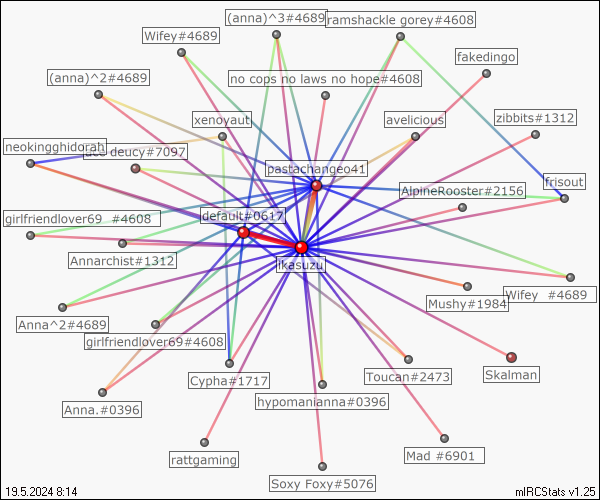 (anna)^3#4689
ramshackle gorey#4608
Wifey#4689
fakedingo
(anna)^2#4689
no cops no laws no hope#4608
xenoyaut
avelicious
zibbits#1312
neokingghidorah
deucy#7097
pastachangeo41
AlpineRooster#2156
frisout
girlfriendlover69_#4608
default#0617
Annarchist#1312
ikasuzu
Mushy#1984
Wifey_#4689
Anna^2#4689
girlfriendlover69#4608
Cypha#1717
Toucan#2473
Skalman
Anna.#0396
hypomanianna#0396
rattgaming
Mad_#6901
Soxy Foxy#5076
19.5.2024 8:14
mIRCStats v1.25